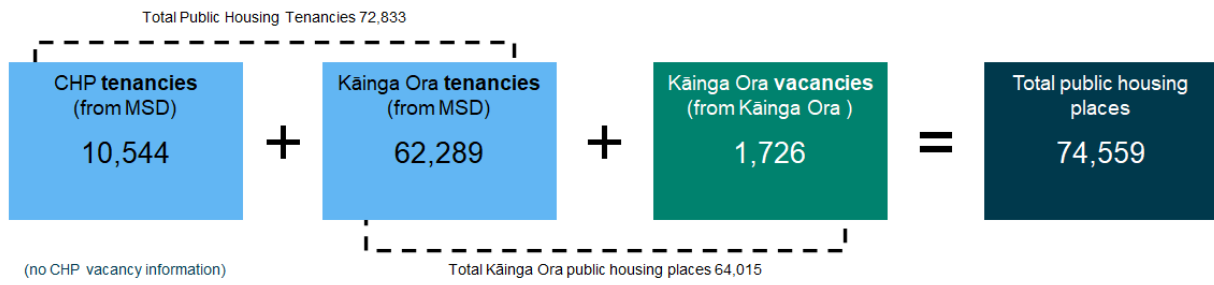 Total Public Housing Tenancies 72,833
CHP tenancies
(from MSD)
10,544
+
Kāinga Ora tenancies
(from MSD)
62,289
+
Kāinga Ora vacancies
(from Kāinga Ora )
1,726
=
Total public housing
places
74,559
(no CHP vacancy information)
Total Kāinga Ora public housing places 64,015